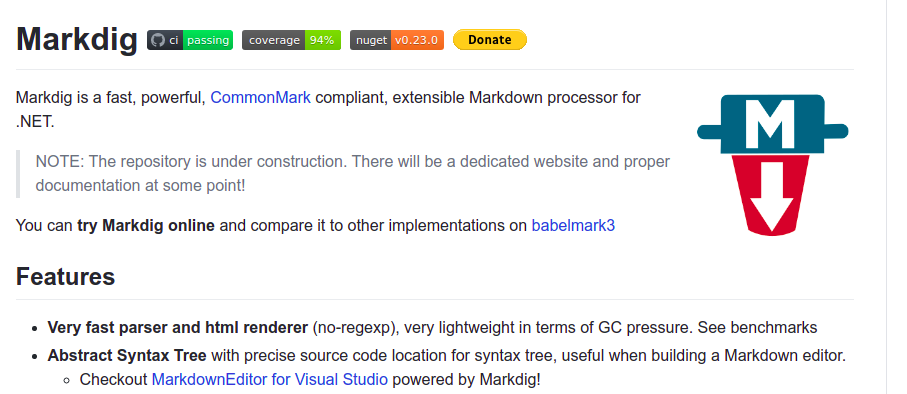 Markdig ci passing coverage 94% nuget v0.23.0 Donate
Markdig is a fast, powerful, CommonMark compliant, extensible Markdown processor for
.NET.
M
NOTE: The repository is under construction. There will be a dedicated website and proper
documentation at some point!
You can try Markdig online and compare it to other implementations on babelmark3
Features
• Very fast parser and html renderer (no-regexp), very lightweight in terms of GC pressure. See benchmarks
• Abstract Syntax Tree with precise source code location for syntax tree, useful when building a Markdown editor.
◦ Checkout MarkdownEditor for Visual Studio powered by Markdig!